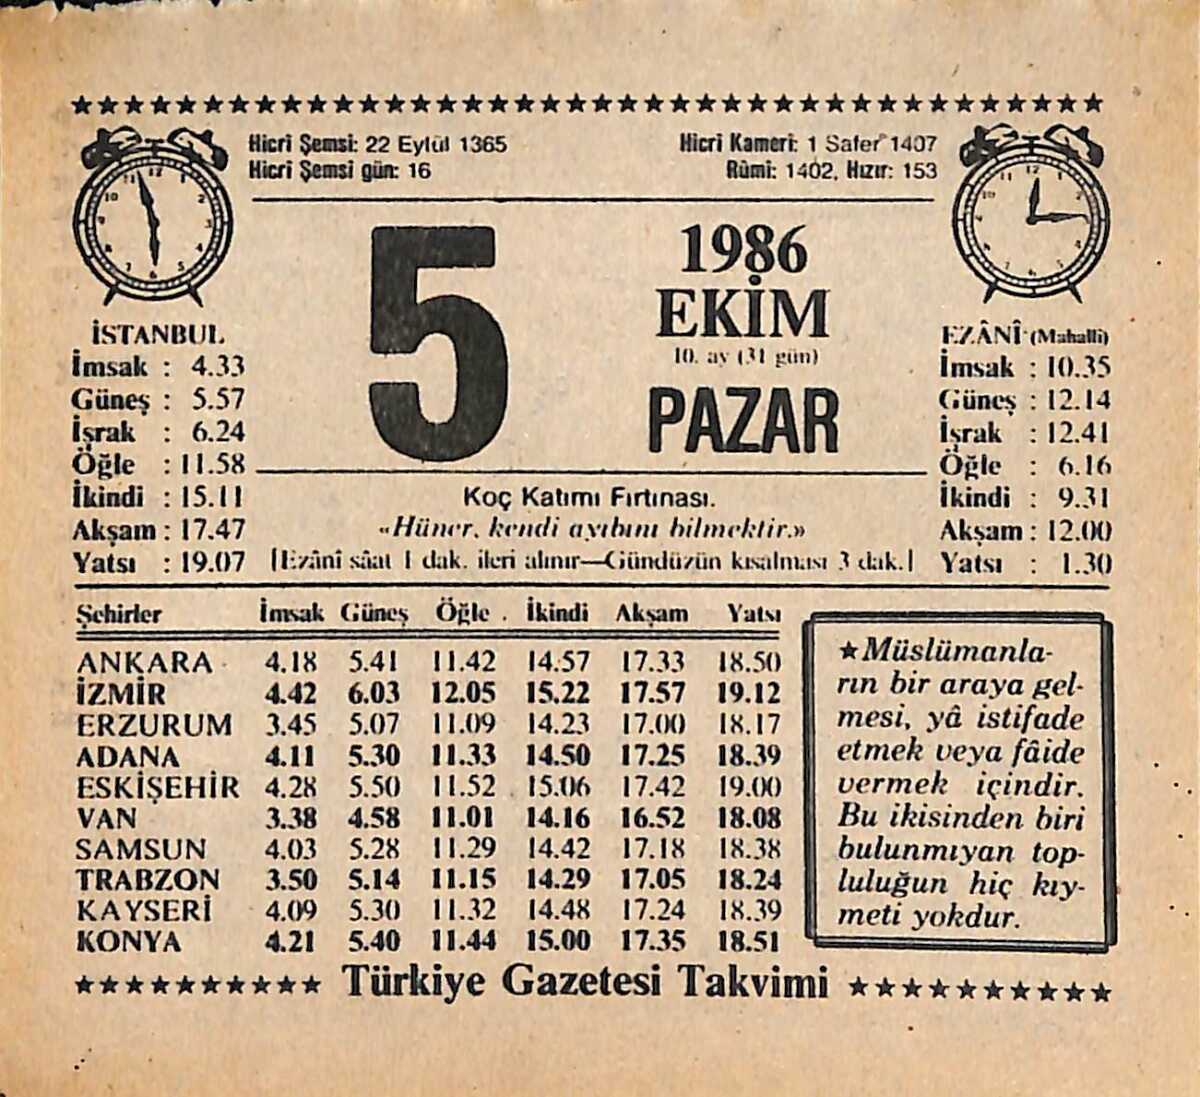 Hicrî Şemsî: 22 Eylül 1365
Hicrî Şemsî gün: 16
Hicrî Kamerî: 1 Safer 1407
Rûmî: 1402, Hızır: 153
5
1986
EKİM
10. ay (31 gün)
PAZAR
İSTANBUL
İmsak : 4.33
Güneş : 5.57
İşrak : 6.24
Öğle : 11.58
İkindi : 15.11
Akşam : 17.47
Yatsı : 19.07
EZÂNÎ (Mahallî)
İmsak : 10.35
Güneş : 12.14
İşrak : 12.41
Öğle : 6.16
İkindi : 9.31
Akşam : 12.00
Yatsı : 1.30
Koç Katımı Fırtınası.
«Hüner, kendi ayıbını bilmektir.»
[Ezânî sâat 1 dak. ileri alınır—Gündüzün kısalması 3 dak.]
Şehirler İmsak Güneş Öğle İkindi Akşam Yatsı
ANKARA 4.18 5.41 11.42 14.57 17.33 18.50
İZMİR 4.42 6.03 12.05 15.22 17.57 19.12
ERZURUM 3.45 5.07 11.09 14.23 17.00 18.17
ADANA 4.11 5.30 11.33 14.50 17.25 18.39
ESKİŞEHİR 4.28 5.50 11.52 15.06 17.42 19.00
VAN 3.38 4.58 11.01 14.16 16.52 18.08
SAMSUN 4.03 5.28 11.29 14.42 17.18 18.38
TRABZON 3.50 5.14 11.15 14.29 17.05 18.24
KAYSERİ 4.09 5.30 11.32 14.48 17.24 18.39
KONYA 4.21 5.40 11.44 15.00 17.35 18.51
★Müslümanla-
rın bir araya gel-
mesi, yâ istifade
etmek veya fâide
vermek içindir.
Bu ikisinden biri
bulunmıyan top-
luluğun hiç kıy-
meti yokdur.
★★★★★★★★★★ Türkiye Gazetesi Takvimi ★★★★★★★★★★